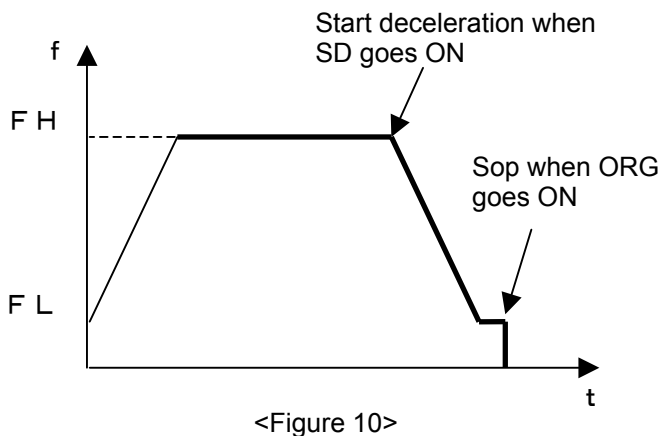 Start deceleration when
SD goes ON
f
F H
Sop when ORG
goes ON
F L
t
<Figure 10>